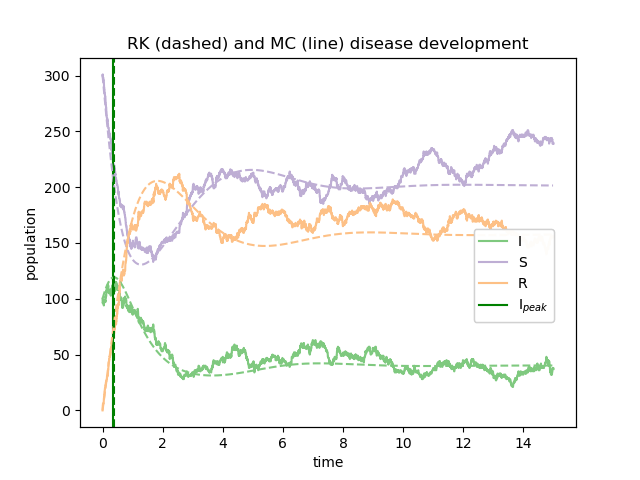 RK (dashed) and MC (line) disease development
300
250
200
150
100
50
0
population
I
S
R
I_peak
0 2 4 6 8 10 12 14
time